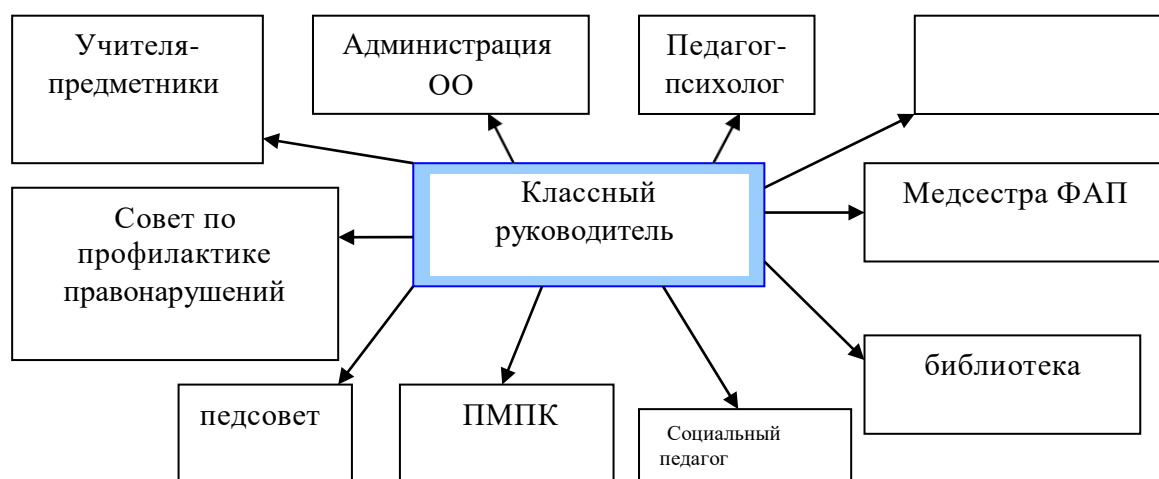 Учителя-
предметники
Администрация
ОО
Педагог-
психолог
Классный
руководитель
Медсестра ФАП
Совет по
профилактике
правонарушений
библиотека
педсовет
ПМПК
Социальный
педагог